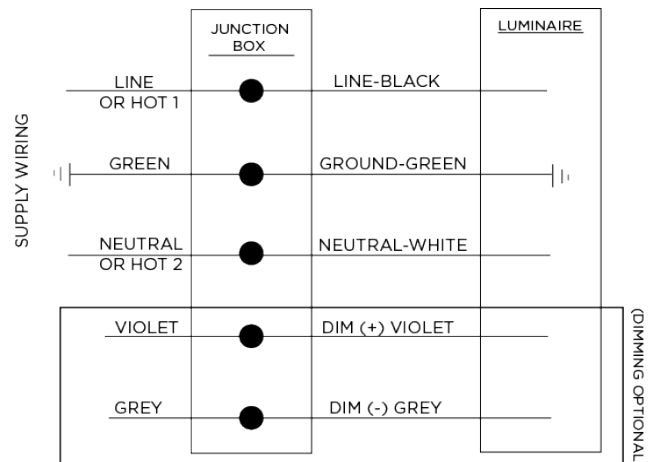 JUNCTION
BOX
LUMINAIRE
SUPPLY WIRING
LINE
OR HOT 1
LINE-BLACK
GREEN
GROUND-GREEN
NEUTRAL
OR HOT 2
NEUTRAL-WHITE
VIOLET
DIM (+) VIOLET
GREY
DIM (-) GREY
(DIMMING OPTIONAL